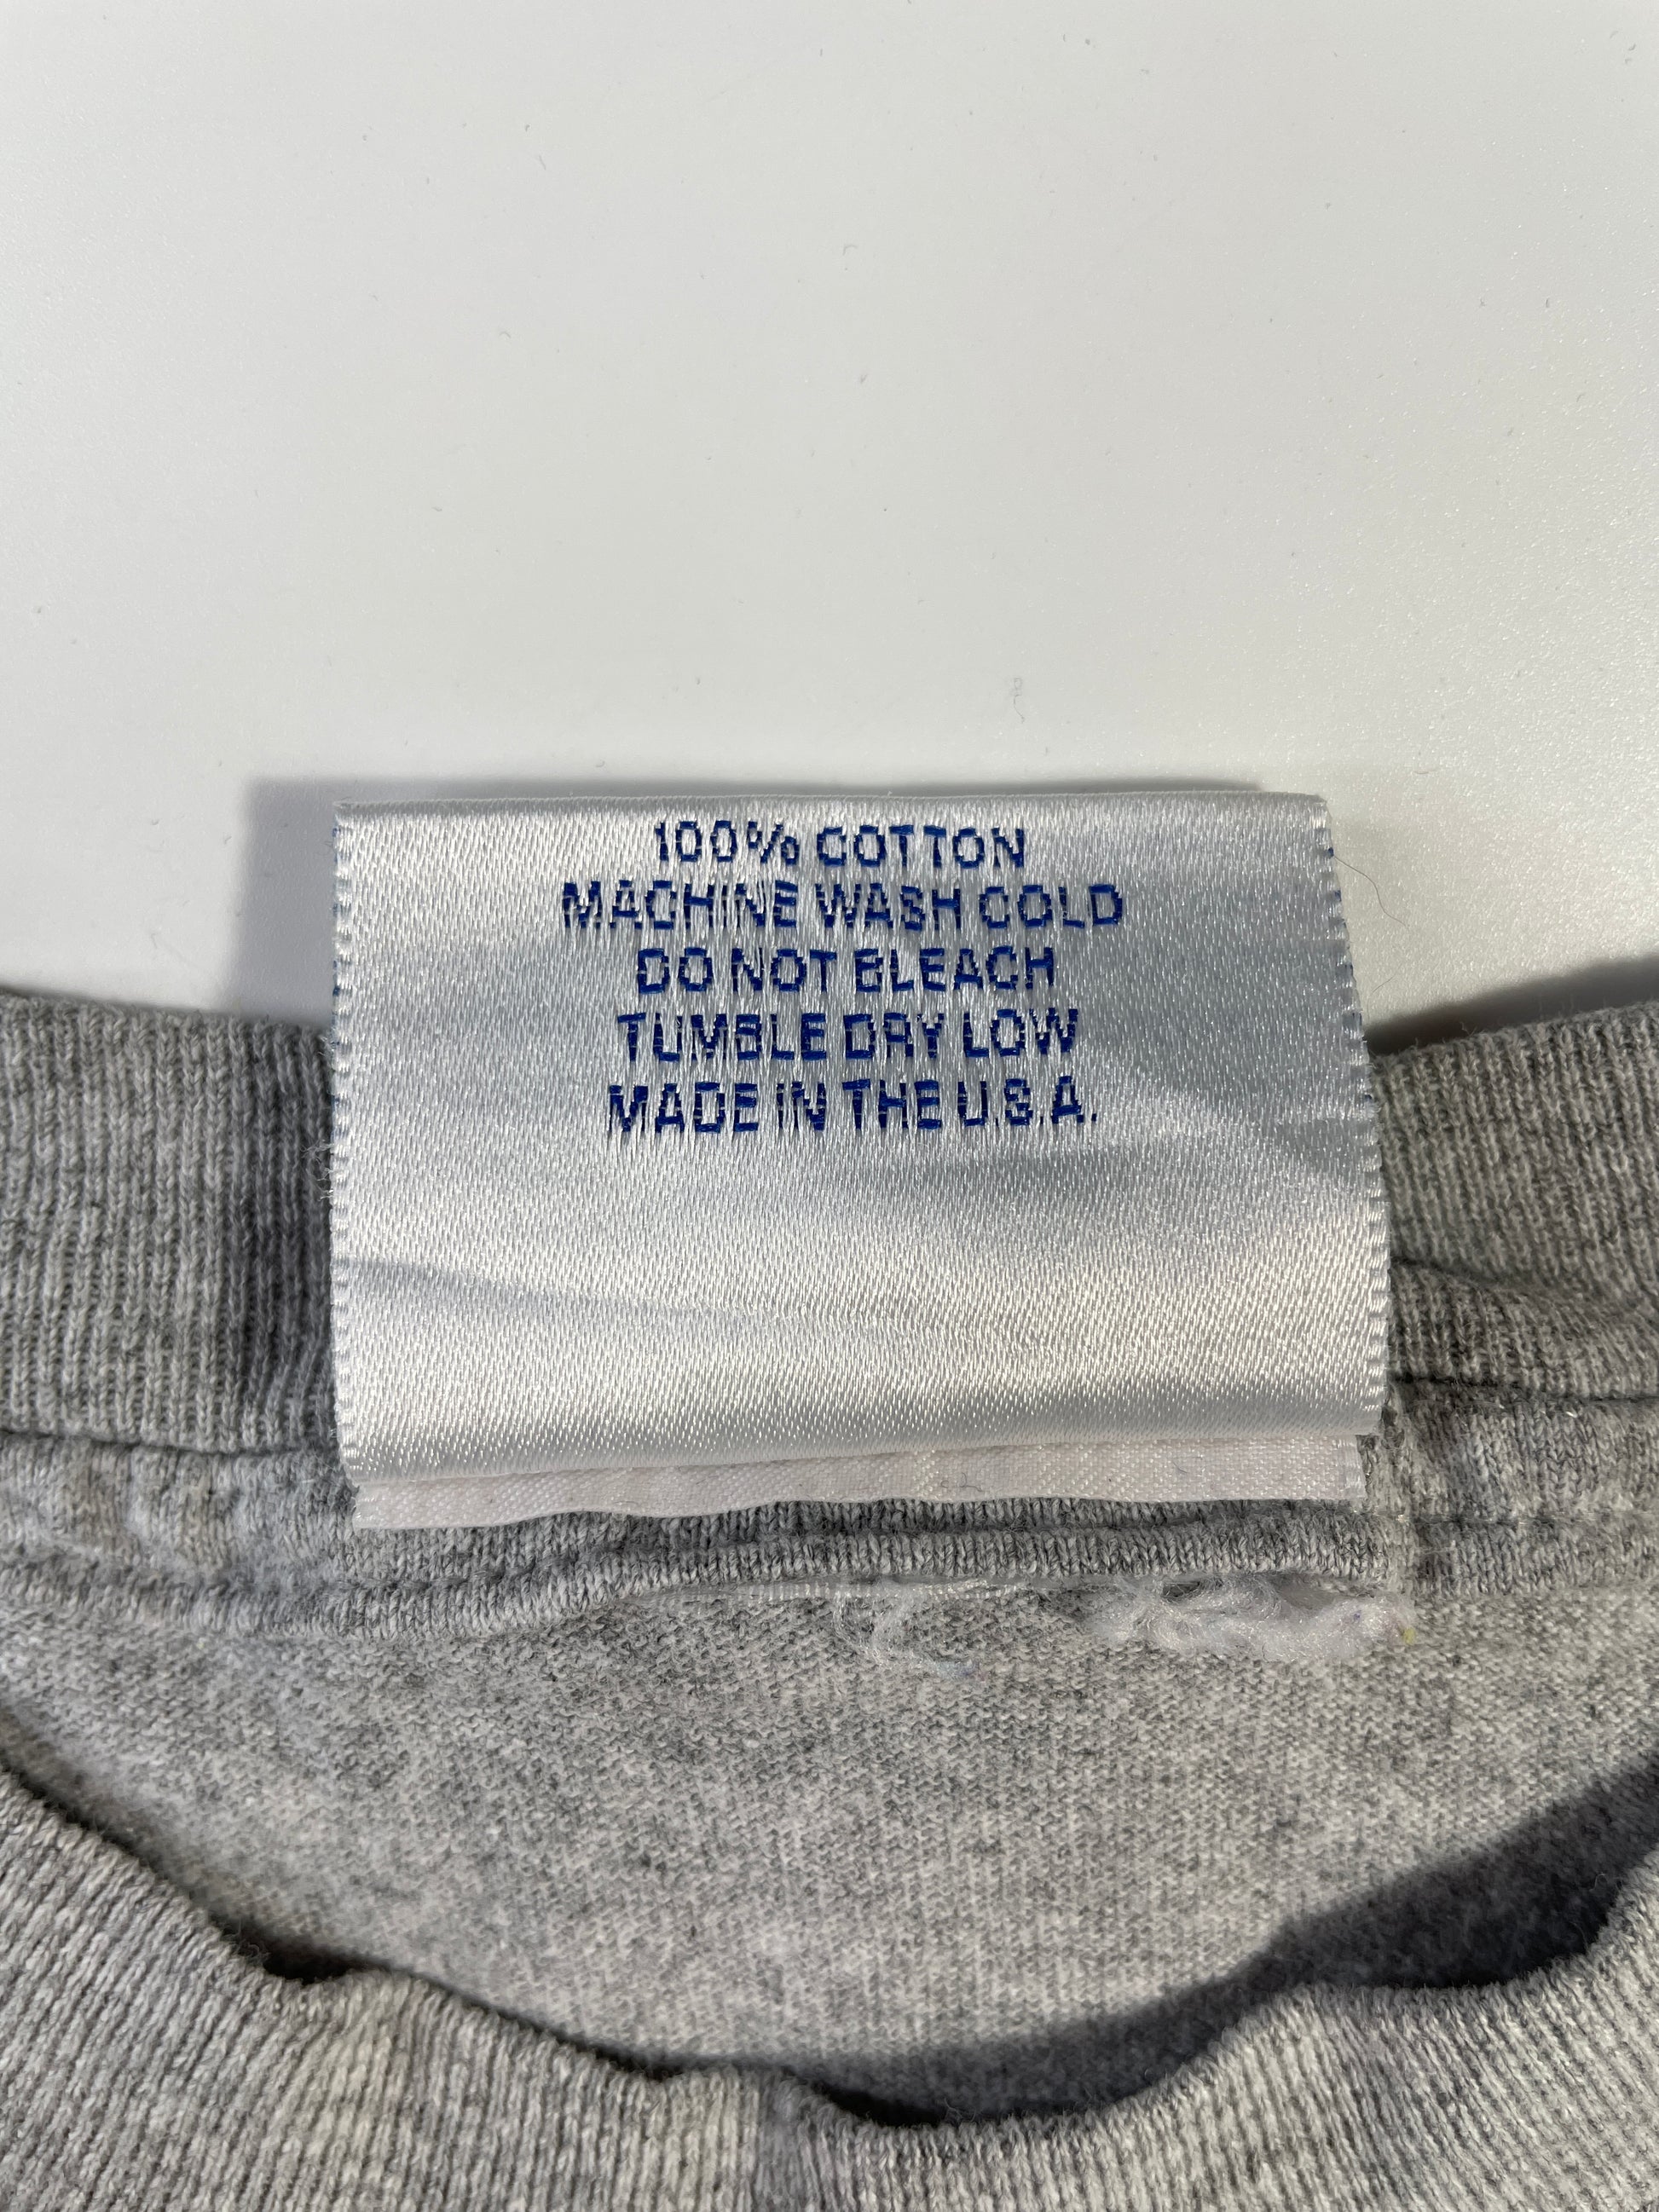 100% COTTON
MACHINE WASH COLD
DO NOT BLEACH
TUMBLE DRY LOW
MADE IN THE U.S.A.